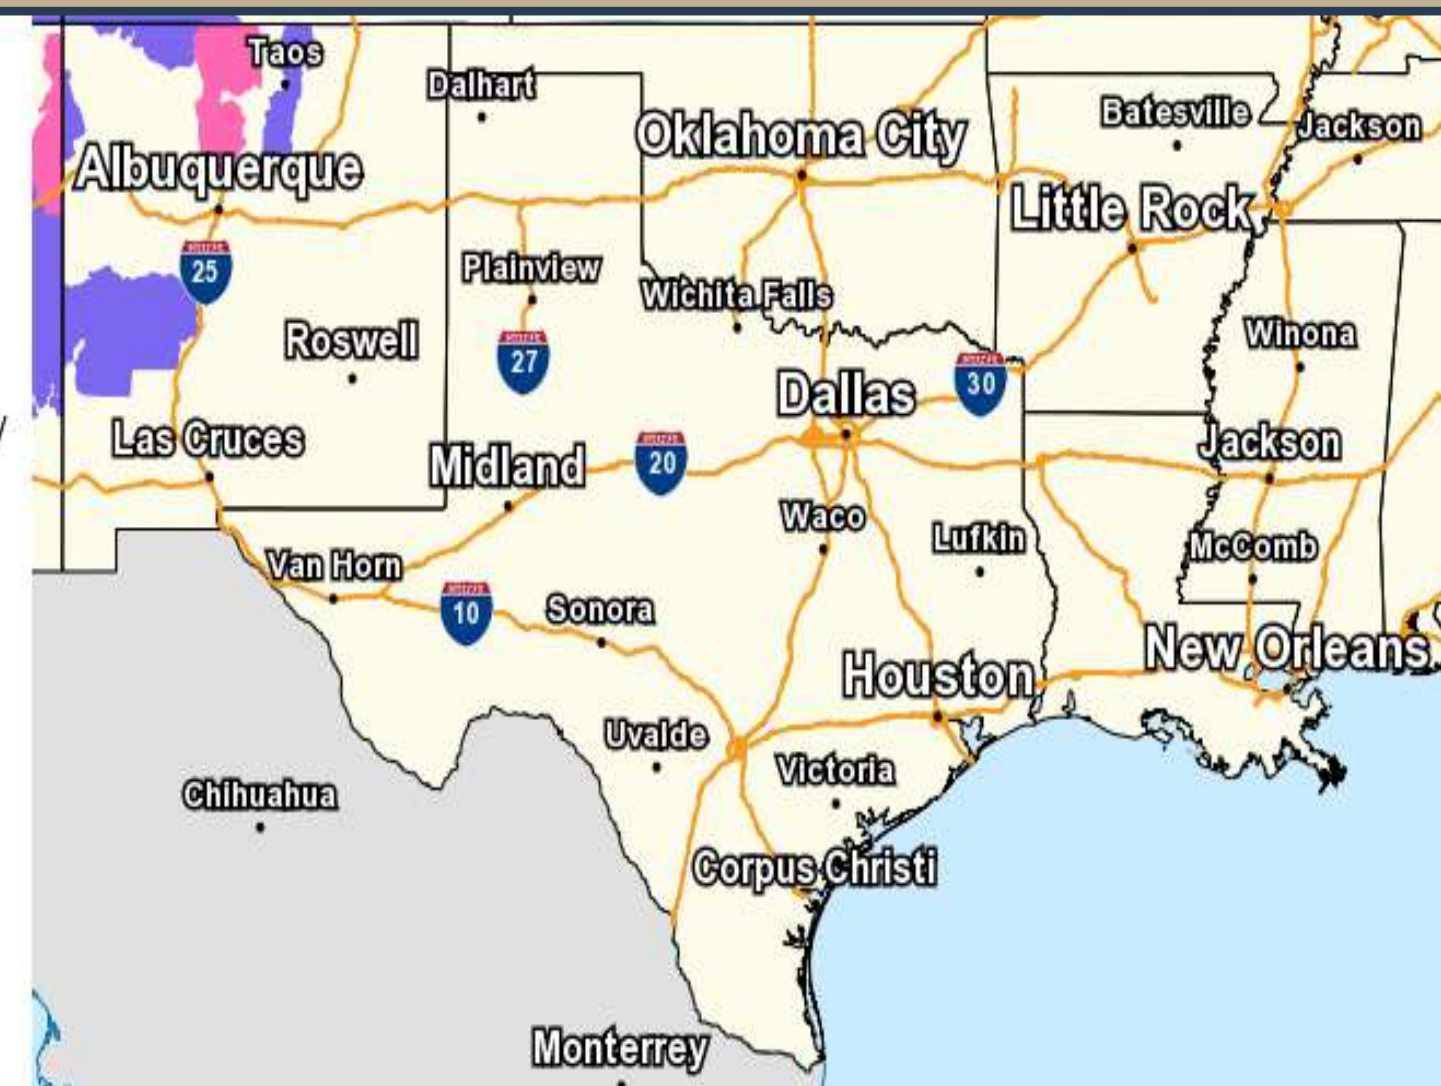 Taos
Dalhart
Oklahoma City
Batesville
Jackson
Albuquerque
Little Rock
25
Plainview
Wichita Falls
Roswell
27
Winona
30
Dallas
Las Cruces
Midland
20
Jackson
Waco
Lufkin
McComb
Van Horn
10
Sonora
New Orleans
Houston
Uvalde
Victoria
Chihuahua
Corpus Christi
Monterrey